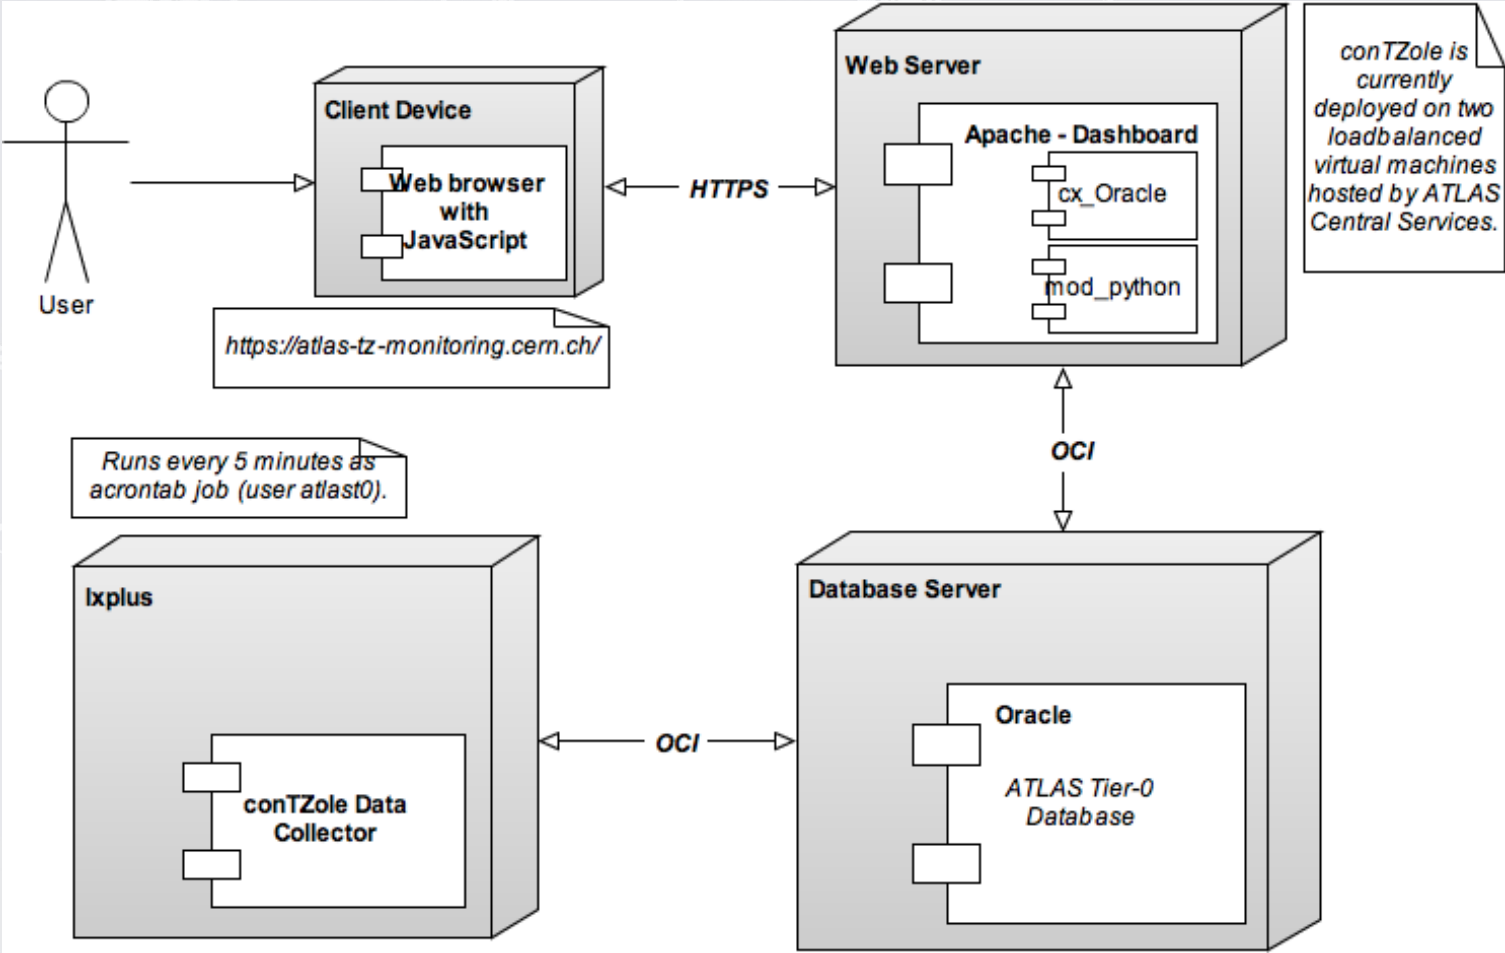 User
Client Device
Web browser
with
JavaScript
https://atlas-tz-monitoring.cern.ch/
HTTPS
Web Server
Apache - Dashboard
cx_Oracle
mod_python
conTZole is
currently
deployed on two
loadbalanced
virtual machines
hosted by ATLAS
Central Services.
OCI
Runs every 5 minutes as
acrontab job (user atlast0).
lxplus
conTZole Data
Collector
OCI
Database Server
Oracle
ATLAS Tier-0
Database